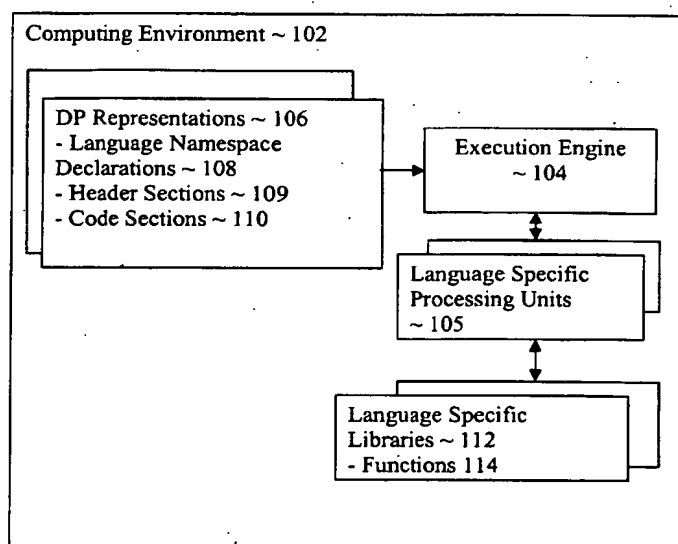 Computing Environment ~ 102
DP Representations ~ 106
- Language Namespace
Declarations ~ 108
- Header Sections ~ 109
- Code Sections ~ 110
Execution Engine
~ 104
Language Specific
Processing Units
~ 105
Language Specific
Libraries ~ 112
- Functions 114